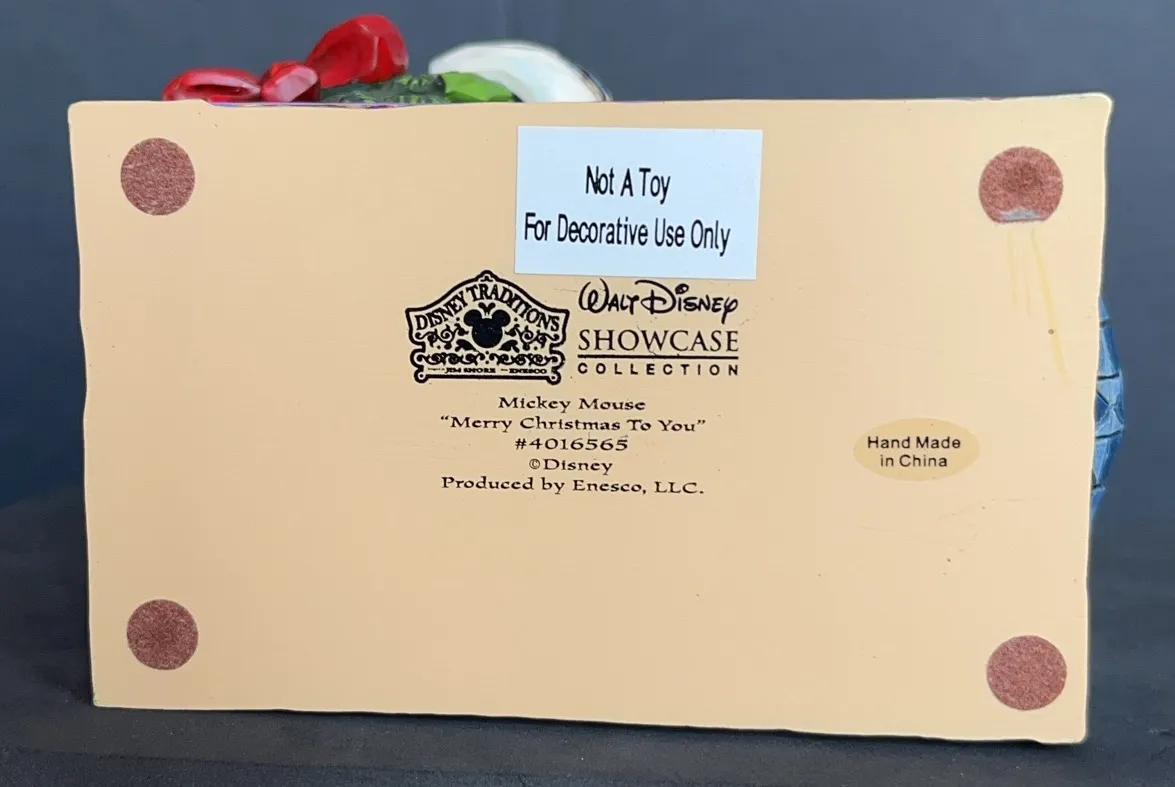 Not A Toy
For Decorative Use Only
DISNEY TRADITIONS
JIM SHORE ENESCO
WALT DISNEY
SHOWCASE
COLLECTION
Mickey Mouse
“Merry Christmas To You”
#4016565
©Disney
Produced by Enesco, LLC.
Hand Made
in China